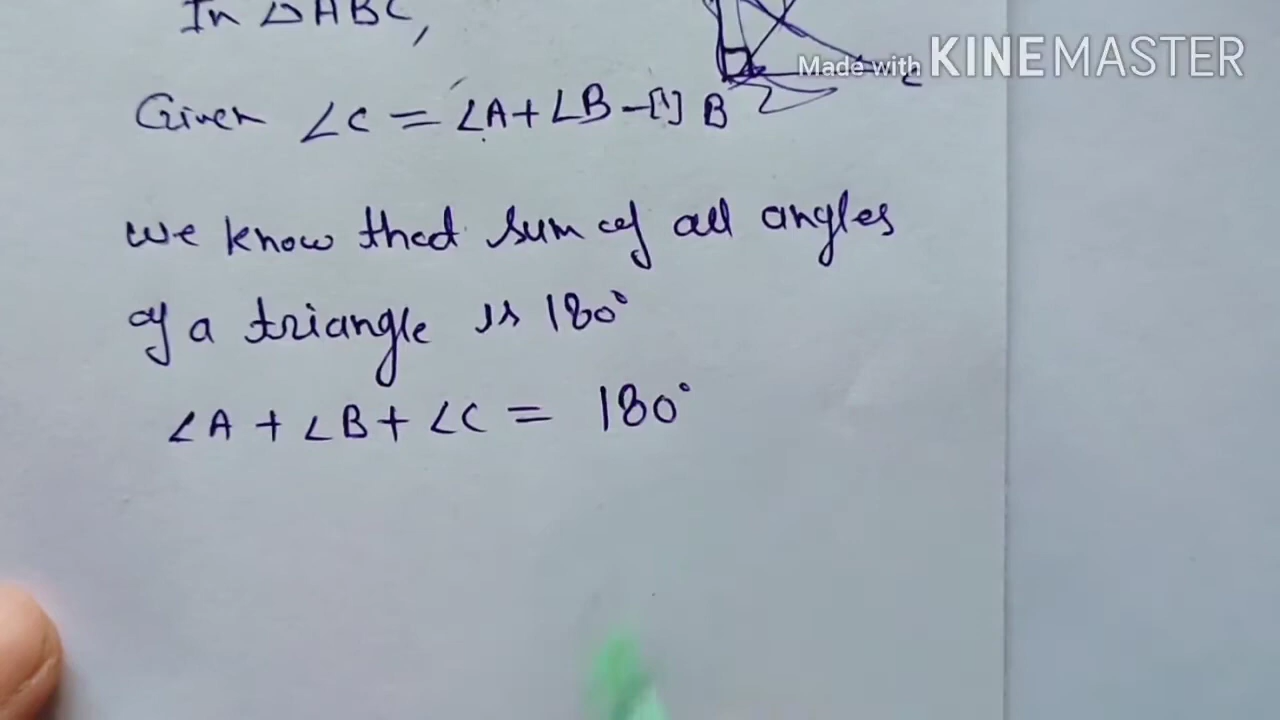 In △ABC,
Made with KINEMASTER
C
Given ∠C = ∠A + ∠B -[1] B
we know that sum of all angles
of a triangle is 180°
∠A + ∠B + ∠C = 180°